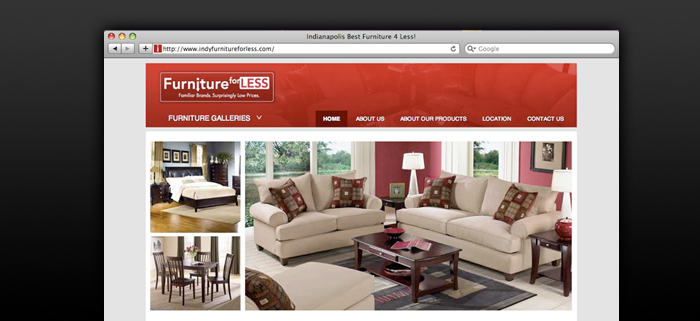 Indianapolis Best Furniture 4 Less!
http://www.indyfurnitureforless.com/
Google
Furniture for LESS
Familiar Brands. Surprisingly Low Prices.
FURNITURE GALLERIES
HOME ABOUT US ABOUT OUR PRODUCTS LOCATION CONTACT US